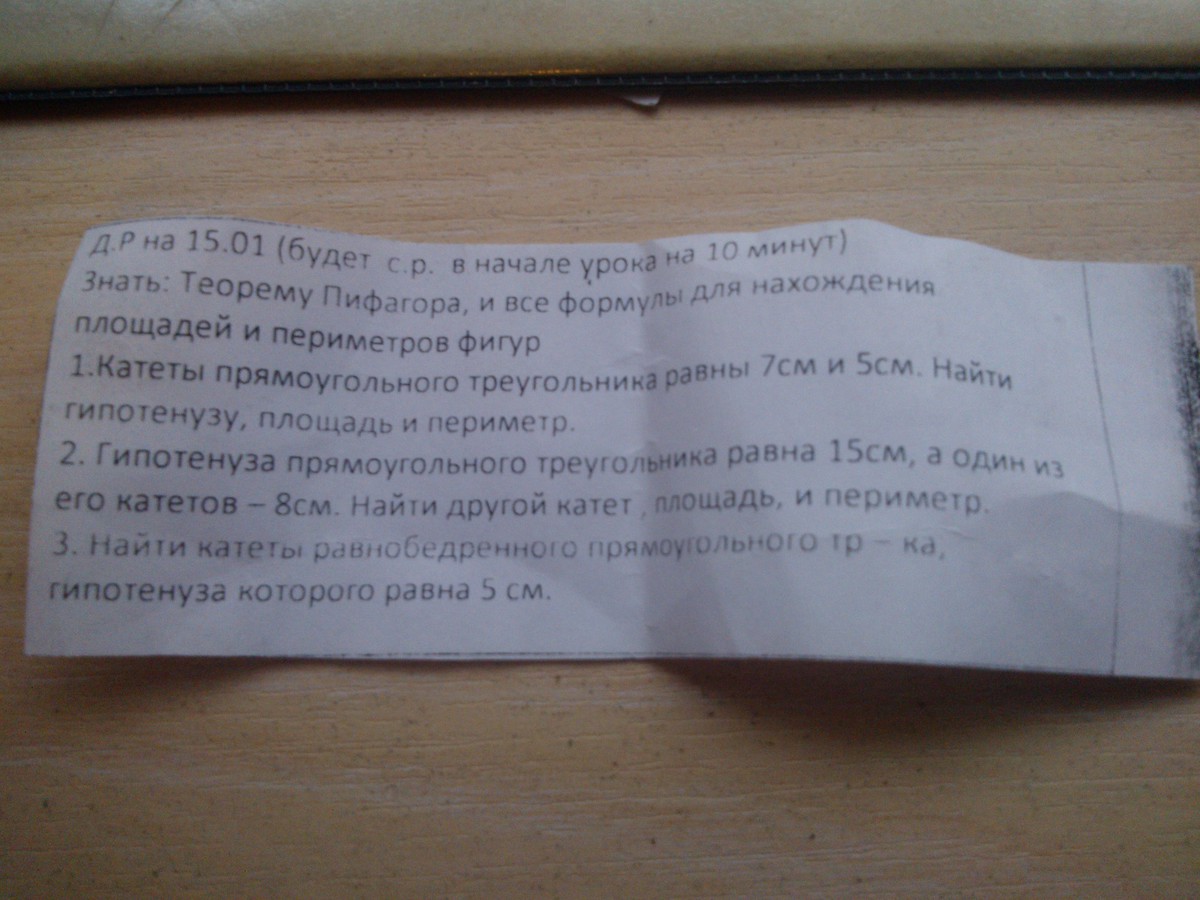 Д.Р на 15.01 (будет с.р. в начале урока на 10 минут)
Знать: Теорему Пифагора, и все формулы для нахождения
площадей и периметров фигур
1.Катеты прямоугольного треугольника равны 7см и 5см. Найти
гипотенузу, площадь и периметр.
2. Гипотенуза прямоугольного треугольника равна 15см, а один из
его катетов – 8см. Найти другой катет , площадь, и периметр.
3. Найти катеты равнобедренного прямоугольного тр – ка,
гипотенуза которого равна 5 см.